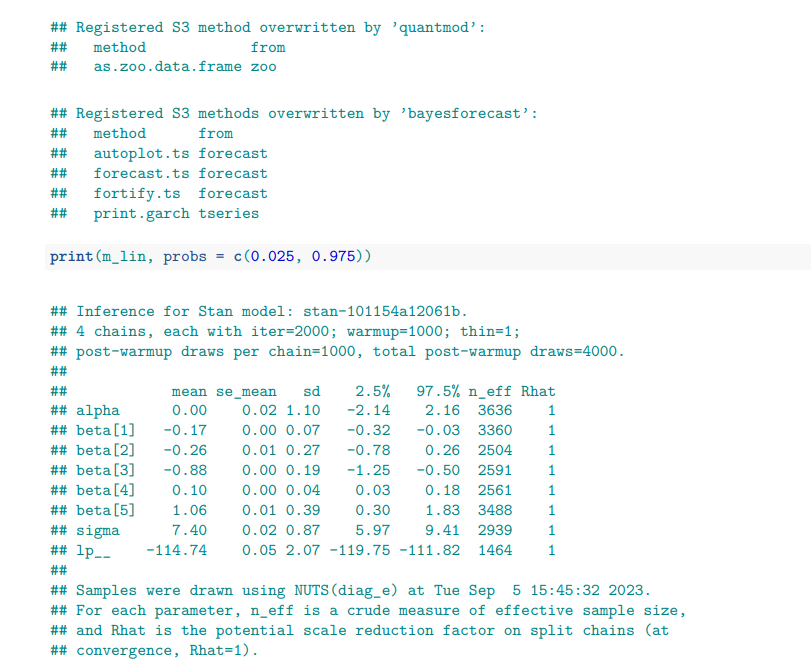 ## Registered S3 method overwritten by ’quantmod’:
##   method            from
##   as.zoo.data.frame zoo
## Registered S3 methods overwritten by ’bayesforecast’:
##   method      from
##   autoplot.ts forecast
##   forecast.ts forecast
##   fortify.ts  forecast
##   print.garch tseries
print(m_lin, probs = c(0.025, 0.975))
## Inference for Stan model: stan-101154a12061b.
## 4 chains, each with iter=2000; warmup=1000; thin=1;
## post-warmup draws per chain=1000, total post-warmup draws=4000.
##
##            mean se_mean   sd    2.5%   97.5% n_eff Rhat
## alpha      0.00    0.02 1.10   -2.14    2.16  3636    1
## beta[1]   -0.17    0.00 0.07   -0.32   -0.03  3360    1
## beta[2]   -0.26    0.01 0.27   -0.78    0.26  2504    1
## beta[3]   -0.88    0.00 0.19   -1.25   -0.50  2591    1
## beta[4]    0.10    0.00 0.04    0.03    0.18  2561    1
## beta[5]    1.06    0.01 0.39    0.30    1.83  3488    1
## sigma      7.40    0.02 0.87    5.97    9.41  2939    1
## lp__    -114.74    0.05 2.07 -119.75 -111.82  1464    1
##
## Samples were drawn using NUTS(diag_e) at Tue Sep  5 15:45:32 2023.
## For each parameter, n_eff is a crude measure of effective sample size,
## and Rhat is the potential scale reduction factor on split chains (at
## convergence, Rhat=1).